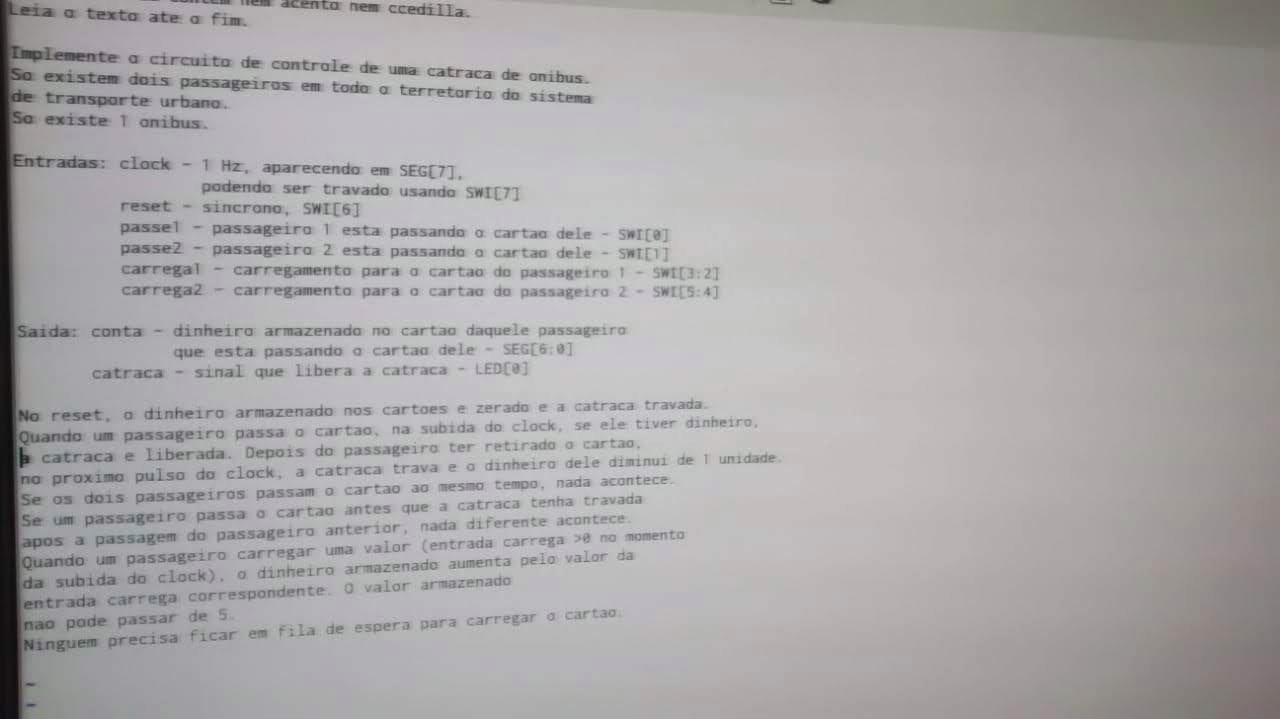 nem acento nem ccedilla.
Leia o texto ate o fim.
Implemente o circuito de controle de uma catraca de onibus.
So existem dois passageiros em todo o terretorio do sistema
de transporte urbano.
So existe 1 onibus.
Entradas: clock - 1 Hz, aparecendo em SEG[7],
podendo ser travado usando SWI[7]
reset - sincrono, SWI[6]
passe1 - passageiro 1 esta passando o cartao dele - SWI[0]
passe2 - passageiro 2 esta passando o cartao dele - SWI[1]
carrega1 - carregamento para o cartao do passageiro 1 - SWI[3:2]
carrega2 - carregamento para o cartao do passageiro 2 - SWI[5:4]
Saida: conta - dinheiro armazenado no cartao daquele passageiro
que esta passando o cartao dele - SEG[6:0]
catraca - sinal que libera a catraca - LED[0]
No reset, o dinheiro armazenado nos cartoes e zerado e a catraca travada.
Quando um passageiro passa o cartao, na subida do clock, se ele tiver dinheiro,
a catraca e liberada. Depois do passageiro ter retirado o cartao,
no proximo pulso do clock, a catraca trava e o dinheiro dele diminui de 1 unidade.
Se os dois passageiros passam o cartao ao mesmo tempo, nada acontece.
Se um passageiro passa o cartao antes que a catraca tenha travado
apos a passagem do passageiro anterior, nada diferente acontece.
Quando um passageiro carregar uma valor (entrada carrega >0 no momento
da subida do clock), o dinheiro armazenado aumenta pelo valor da
entrada carrega correspondente. O valor armazenado
nao pode passar de 5.
Ninguem precisa ficar em fila de espera para carregar o cartao.
~
~